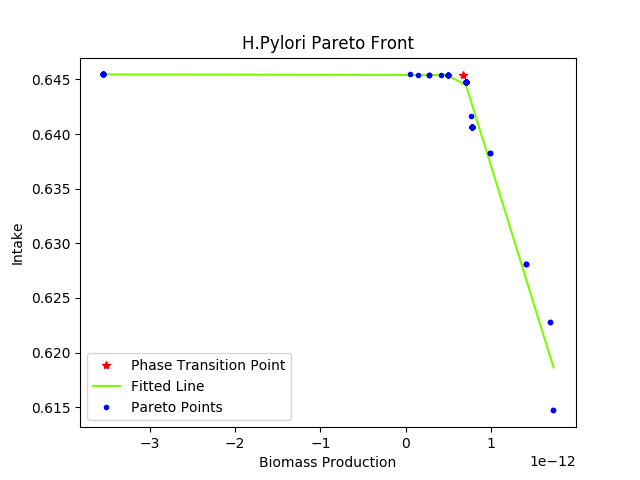 H.Pylori Pareto Front
Intake
0.645
0.640
0.635
0.630
0.625
0.620
0.615
Phase Transition Point
Fitted Line
Pareto Points
−3
−2
−1
0
1
Biomass Production
1e−12